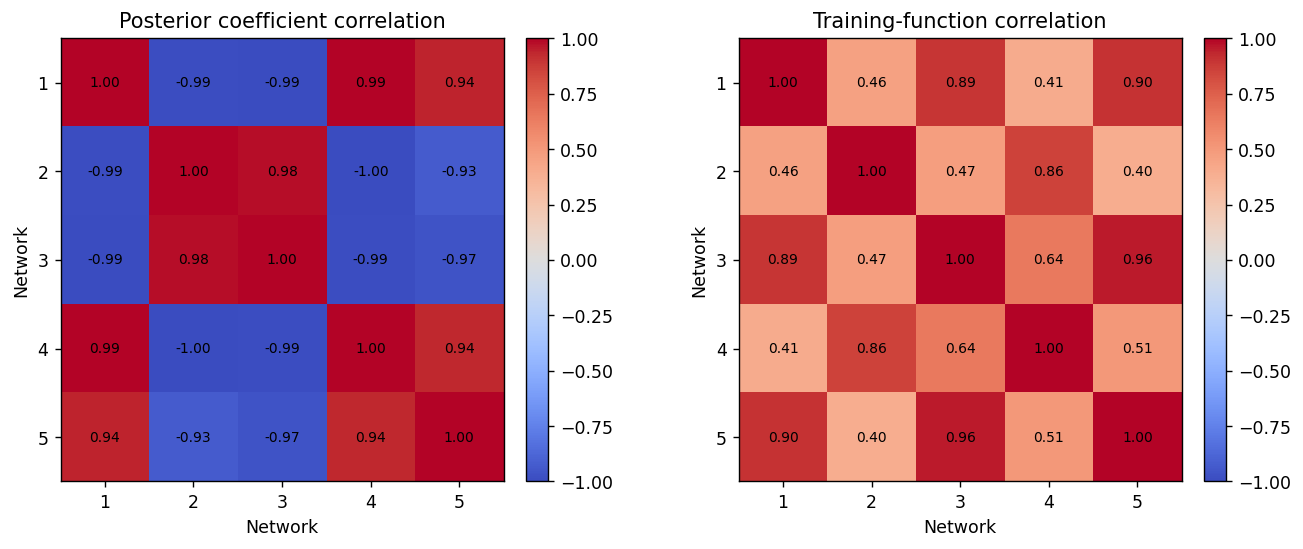 Posterior coefficient correlation
1.00 -0.99 -0.99 0.99 0.94
-0.99 1.00 0.98 -1.00 -0.93
-0.99 0.98 1.00 -0.99 -0.97
0.99 -1.00 -0.99 1.00 0.94
0.94 -0.93 -0.97 0.94 1.00
1
2
3
4
5
Network
1 2 3 4 5
Network
1.00
0.75
0.50
0.25
0.00
−0.25
−0.50
−0.75
−1.00
Training-function correlation
1.00 0.46 0.89 0.41 0.90
0.46 1.00 0.47 0.86 0.40
0.89 0.47 1.00 0.64 0.96
0.41 0.86 0.64 1.00 0.51
0.90 0.40 0.96 0.51 1.00
1
2
3
4
5
Network
1 2 3 4 5
Network
1.00
0.75
0.50
0.25
0.00
−0.25
−0.50
−0.75
−1.00